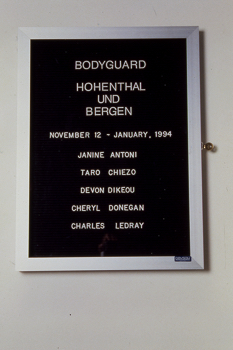 BODYGUARD
HOHENTHAL
UND
BERGEN
NOVEMBER 12 - JANUARY, 1994
JANINE ANTONI
TARO CHIEZO
DEVON DIKEOU
CHERYL DONEGAN
CHARLES LEDRAY